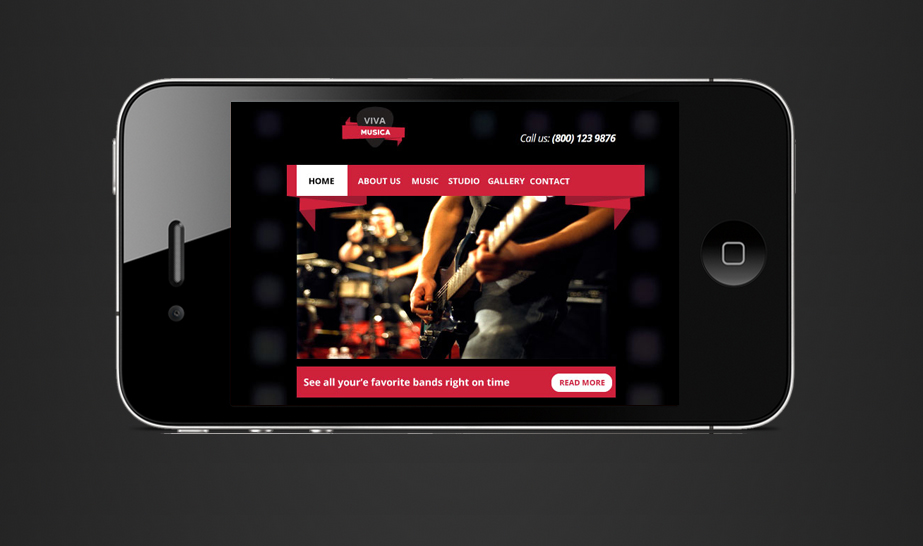 VIVA
MUSICA
Call us: (800) 123 9876
HOME ABOUT US MUSIC STUDIO GALLERY CONTACT
See all your'e favorite bands right on time
READ MORE